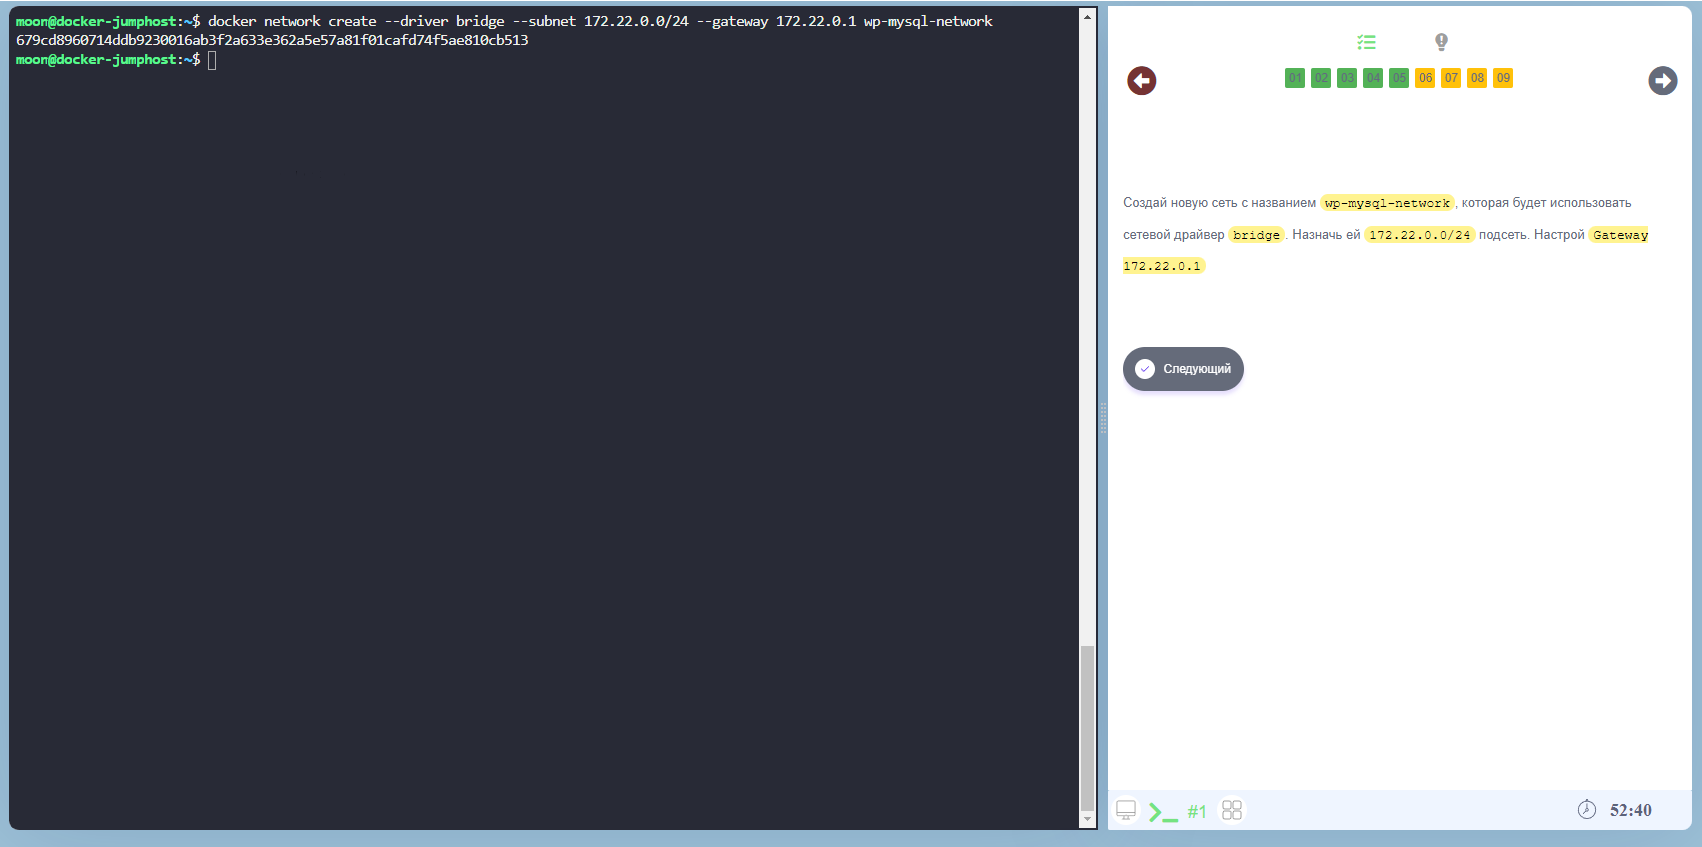 moon@docker-jumphost:~$ docker network create --driver bridge --subnet 172.22.0.0/24 --gateway 172.22.0.1 wp-mysql-network
679cd8960714ddb9230016ab3f2a633e362a5e57a81f01cafd74f5ae810cb513
moon@docker-jumphost:~$
01 02 03 04 05 06 07 08 09
Создай новую сеть с названием wp-mysql-network, которая будет использовать
сетевой драйвер bridge. Назначь ей 172.22.0.0/24 подсеть. Настрой Gateway
172.22.0.1
Следующий
#1
52:40